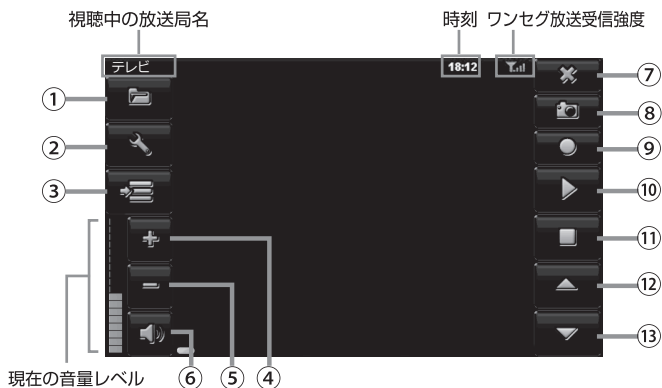 視聴中の放送局名
時刻 ワンセグ放送受信強度
テレビ
18:12
①
②
③
⑦
⑧
⑨
⑩
⑪
⑫
⑬
現在の音量レベル
⑥ ⑤ ④